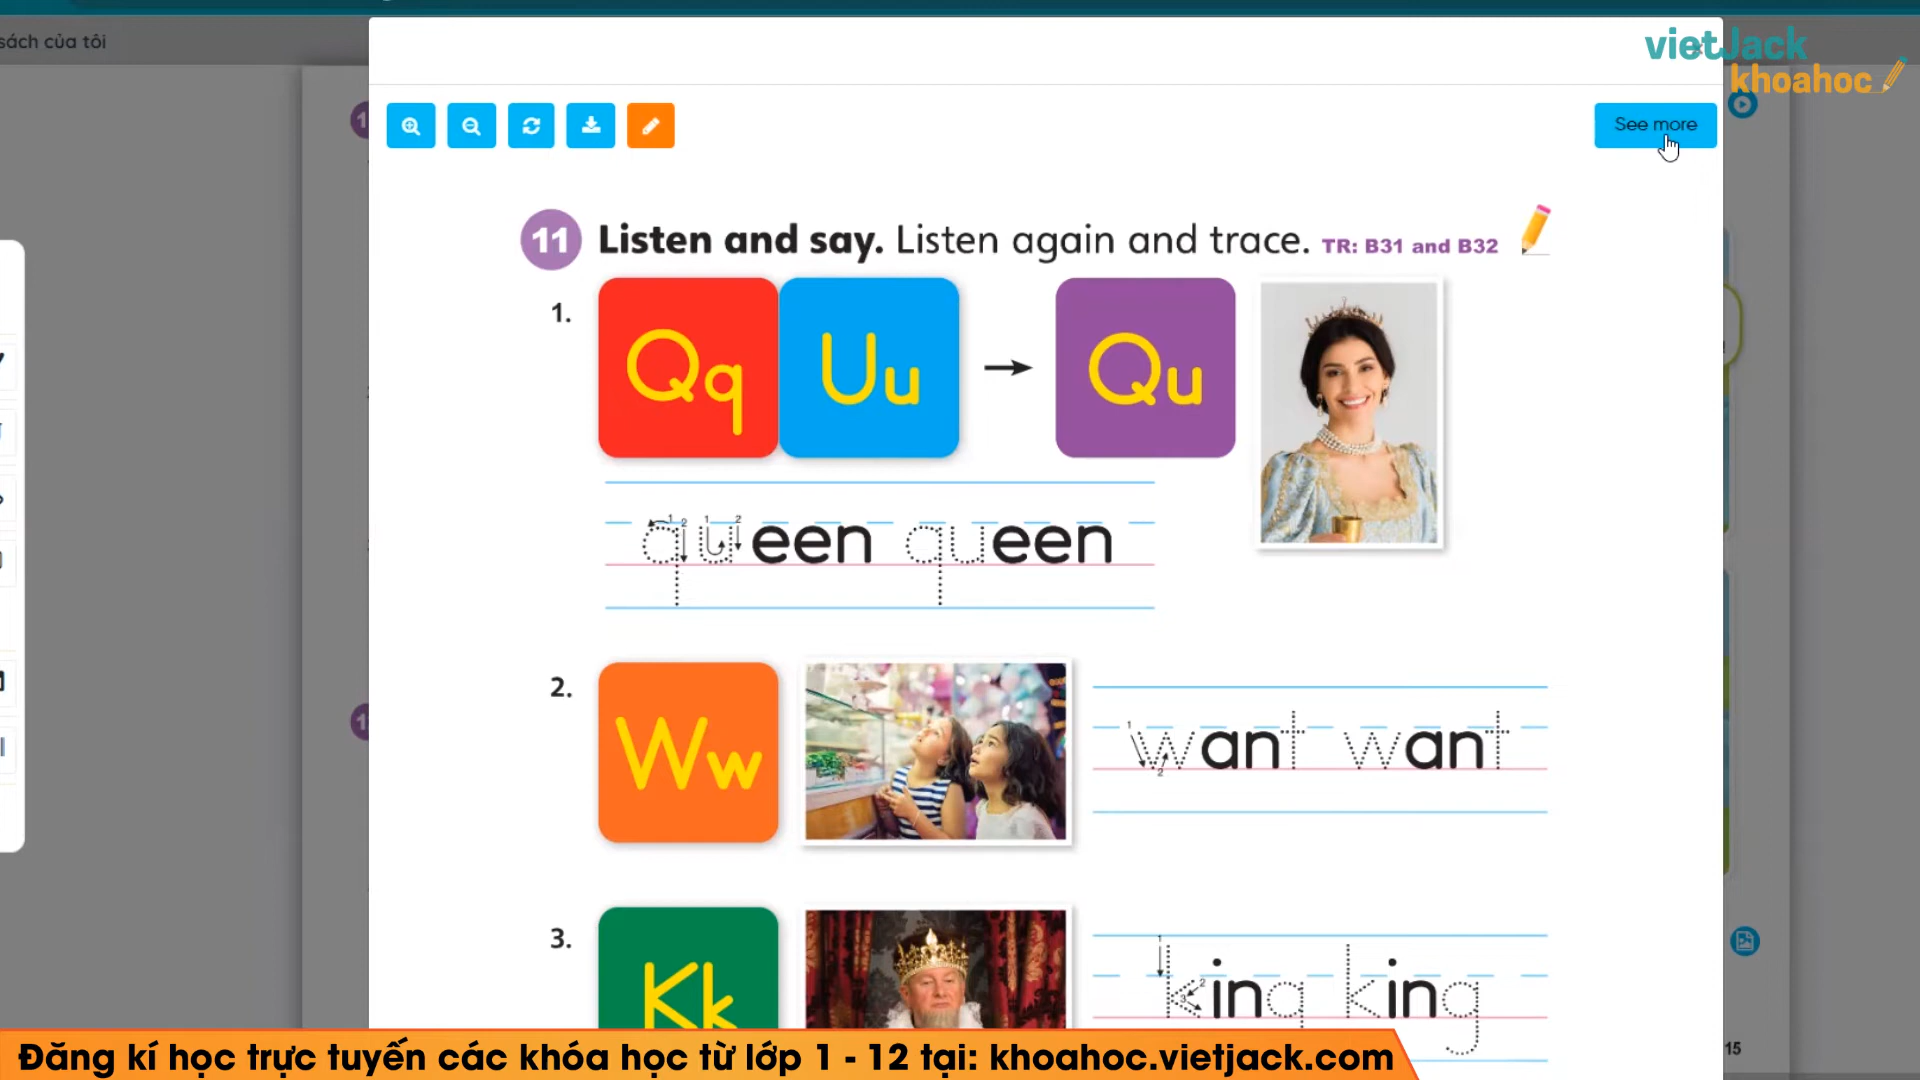 sách của tôi
vietJack
khoahoc
See more
11 Listen and say. Listen again and trace. TR: B31 and B32
1. Qq Uu → Qu
queen queen
2. Ww
want want
3. Kk
king king
Đăng kí học trực tuyến các khóa học từ lớp 1 - 12 tại: khoahoc.vietjack.com
15